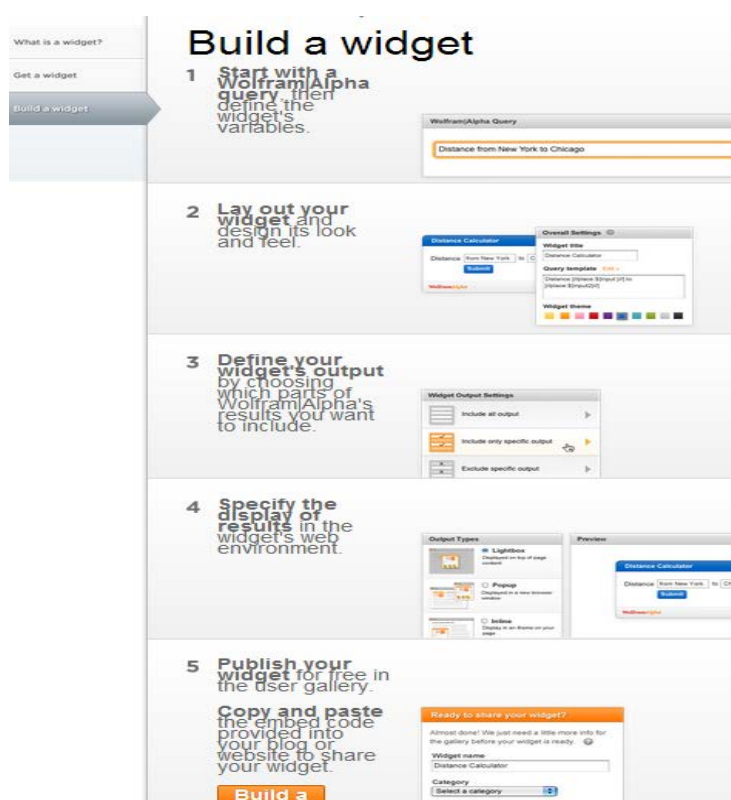 What is a widget?
Get a widget
Build a widget
Build a widget
1 Start with a
Wolfram|Alpha
query, then
define the
widget's
variables.
Wolfram|Alpha Query
Distance from New York to Chicago
2 Lay out your
widget and
design its look
and feel.
Distance Calculator
Distance from New York to
Submit
WolframAlpha
Overall Settings
Widget title
Distance Calculator
Query template
Widget theme
3 Define your
widget's output
by choosing
which parts of
Wolfram|Alpha's
results you want
to include.
Widget Output Settings
Include all output
Include only specific output
Exclude specific output
4 Specify the
display of
results in the
widget's web
environment.
Output Types
Lightbox
Displayed on top of page
content
Popup
Displayed in a new browser
window
Inline
Display in an iframe on your
page
Preview
Distance Calculator
Distance from New York to
Submit
WolframAlpha
5 Publish your
widget for free in
the user gallery.
Copy and paste
the embed code
provided into
your blog or
website to share
your widget.
Build a
Ready to share your widget?
Almost done! We just need a little more info for
the gallery before your widget is ready.
Widget name
Distance Calculator
Category
Select a category